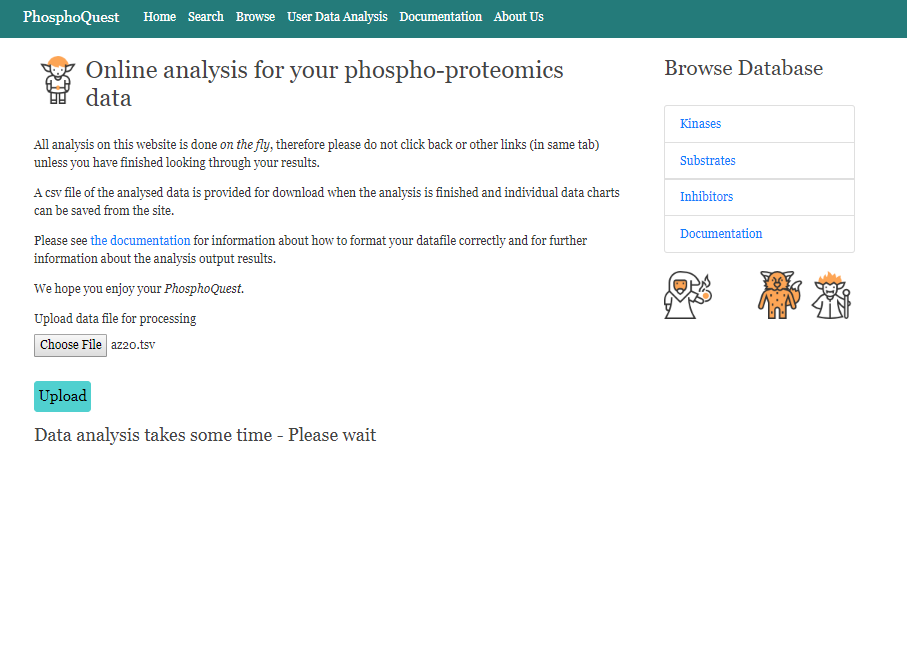 PhosphoQuest Home Search Browse User Data Analysis Documentation About Us
Online analysis for your phospho-proteomics
data
All analysis on this website is done on the fly, therefore please do not click back or other links (in same tab)
unless you have finished looking through your results.
A csv file of the analysed data is provided for download when the analysis is finished and individual data charts
can be saved from the site.
Please see the documentation for information about how to format your datafile correctly and for further
information about the analysis output results.
We hope you enjoy your PhosphoQuest.
Upload data file for processing
Choose File az20.tsv
Upload
Data analysis takes some time - Please wait
Browse Database
Kinases
Substrates
Inhibitors
Documentation